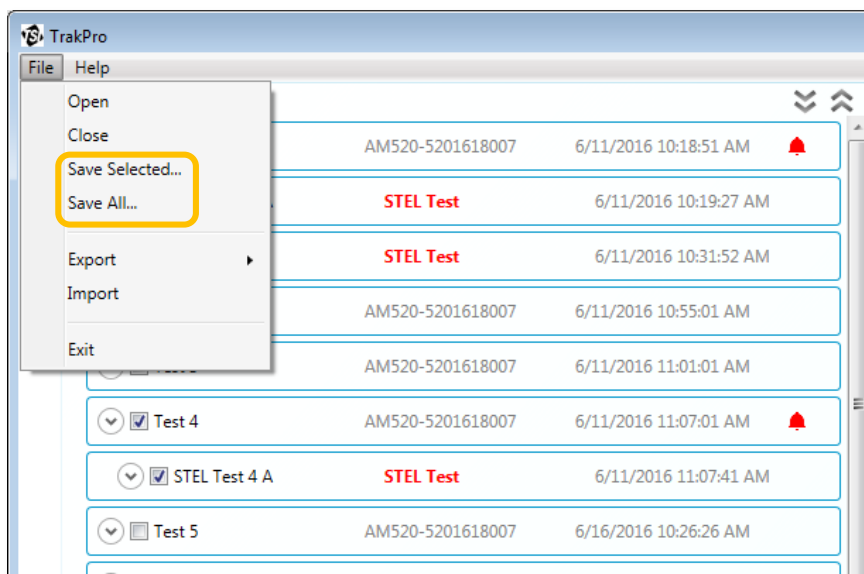 TrakPro
File Help
Open
Close
Save Selected...
Save All...
Export
Import
Exit
AM520-5201618007 6/11/2016 10:18:51 AM
STEL Test 6/11/2016 10:19:27 AM
STEL Test 6/11/2016 10:31:52 AM
AM520-5201618007 6/11/2016 10:55:01 AM
AM520-5201618007 6/11/2016 11:01:01 AM
Test 4 AM520-5201618007 6/11/2016 11:07:01 AM
STEL Test 4 A STEL Test 6/11/2016 11:07:41 AM
Test 5 AM520-5201618007 6/16/2016 10:26:26 AM